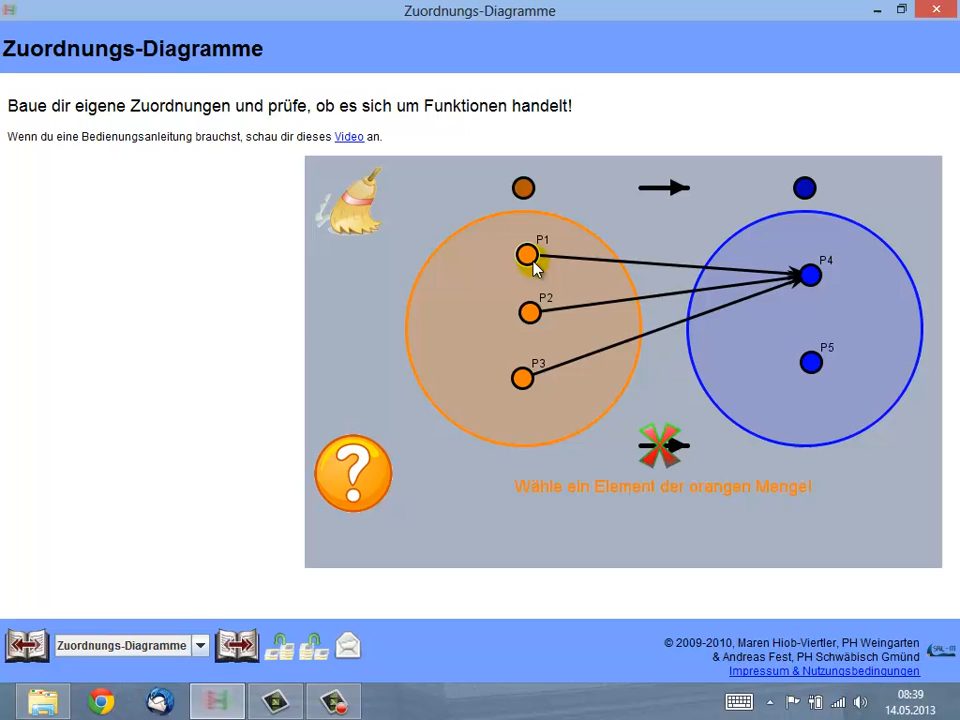 Zuordnungs-Diagramme
Zuordnungs-Diagramme
Baue dir eigene Zuordnungen und prüfe, ob es sich um Funktionen handelt!
Wenn du eine Bedienungsanleitung brauchst, schau dir dieses Video an.
P1
P4
P2
P5
P3
?
Wähle ein Element der orangen Menge!
Zuordnungs-Diagramme
© 2009-2010, Maren Hiob-Viertler, PH Weingarten
& Andreas Fest, PH Schwäbisch Gmünd
Impressum & Nutzungsbedingungen
SAiL-M
08:39
14.05.2013